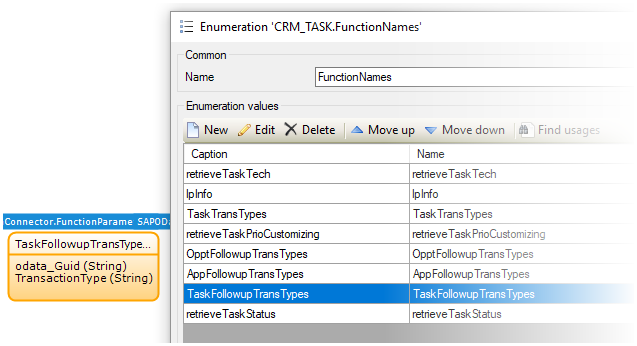 Enumeration 'CRM_TASK.FunctionNames'
Common
Name FunctionNames
Enumeration values
New Edit Delete Move up Move down Find usages
Caption Name
retrieveTaskTech retrieveTaskTech
IpInfo IpInfo
TaskTransTypes TaskTransTypes
retrieveTaskPrioCustomizing retrieveTaskPrioCustomizing
OpptFollowupTransTypes OpptFollowupTransTypes
AppFollowupTransTypes AppFollowupTransTypes
TaskFollowupTransTypes TaskFollowupTransTypes
retrieveTaskStatus retrieveTaskStatus
Connector.FunctionParame SAPODa
TaskFollowupTransType...
odata_Guid (String)
TransactionType (String)